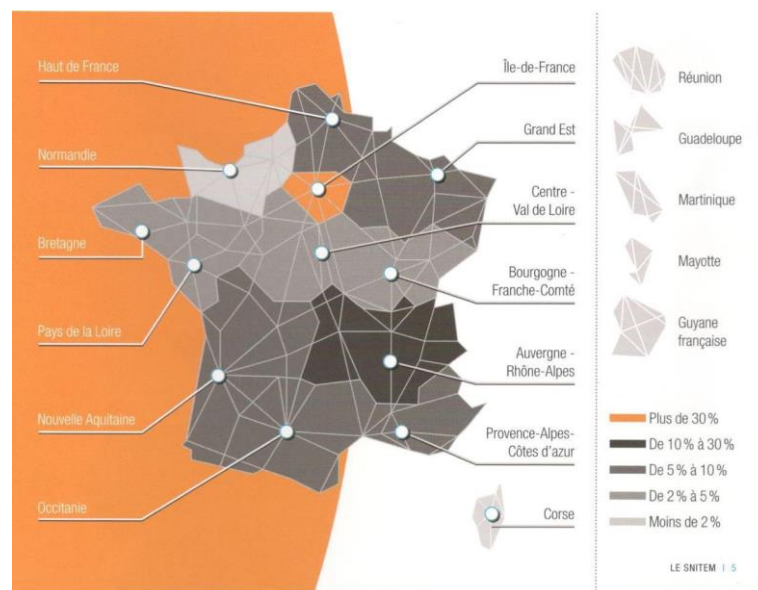 Haut de France
Normandie
Bretagne
Pays de la Loire
Nouvelle Aquitaine
Occitanie
Île-de-France
Grand Est
Centre -
Val de Loire
Bourgogne -
Franche-Comté
Auvergne -
Rhône-Alpes
Provence-Alpes-
Côtes d'azur
Corse
Réunion
Guadeloupe
Martinique
Mayotte
Guyane
française
Plus de 30 %
De 10 % à 30 %
De 5 % à 10 %
De 2 % à 5 %
Moins de 2 %
LE SNITEM | 5